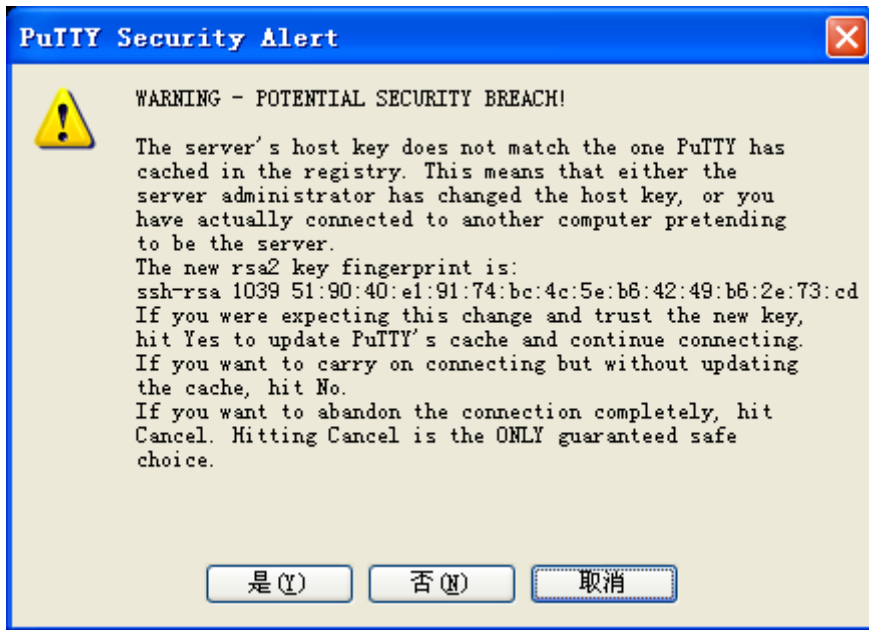 PuTTY Security Alert
WARNING - POTENTIAL SECURITY BREACH!
The server's host key does not match the one PuTTY has
cached in the registry. This means that either the
server administrator has changed the host key, or you
have actually connected to another computer pretending
to be the server.
The new rsa2 key fingerprint is:
ssh-rsa 1039 51:90:40:e1:91:74:bc:4c:5e:b6:42:49:b6:2e:73:cd
If you were expecting this change and trust the new key,
hit Yes to update PuTTY's cache and continue connecting.
If you want to carry on connecting but without updating
the cache, hit No.
If you want to abandon the connection completely, hit
Cancel. Hitting Cancel is the ONLY guaranteed safe
choice.
是(Y) 否(N) 取消